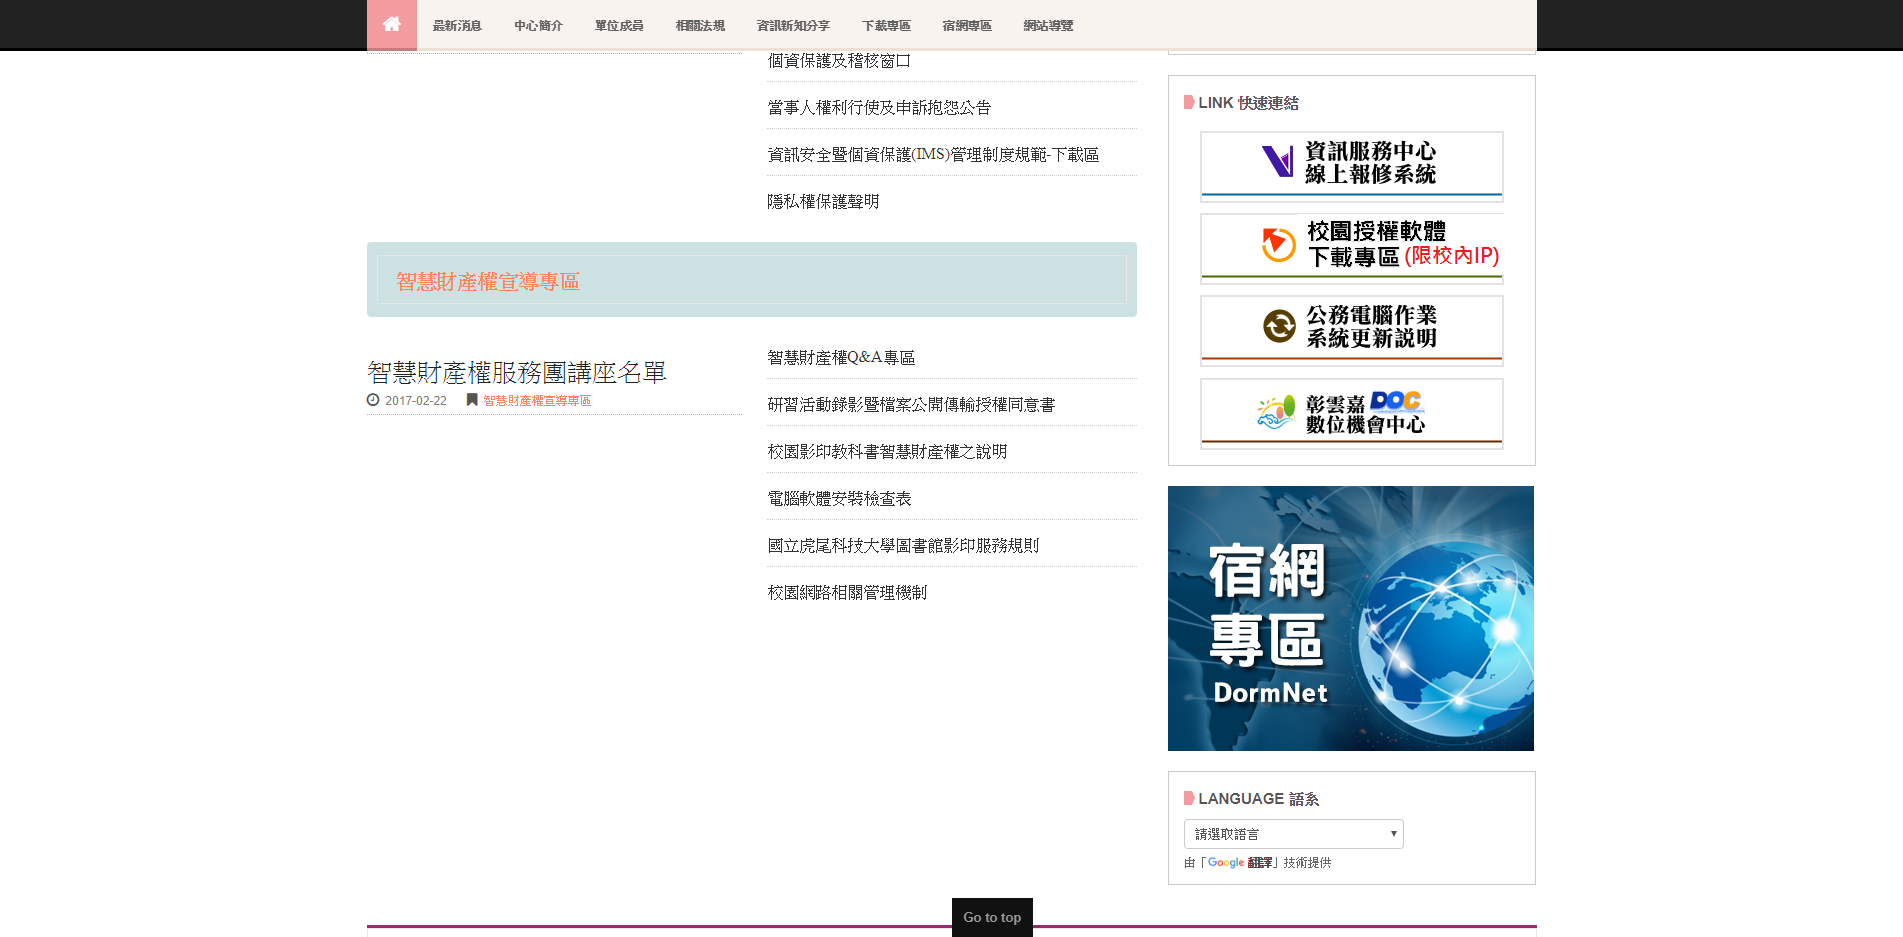 最新消息 中心簡介 單位成員 相關法規 資訊新知分享 下載專區 宿網專區 網站導覽
個資保護及稽核窗口
當事人權利行使及申訴抱怨公告
資訊安全暨個資保護(IMS)管理制度規範-下載區
隱私權保護聲明
智慧財產權宣導專區
智慧財產權服務團講座名單
2017-02-22 智慧財產權宣導專區
智慧財產權Q&A專區
研習活動錄影暨檔案公開傳輸授權同意書
校園影印教科書智慧財產權之說明
電腦軟體安裝檢查表
國立虎尾科技大學圖書館影印服務規則
校園網路相關管理機制
LINK 快速連結
資訊服務中心
線上報修系統
校園授權軟體
下載專區 (限校內IP)
公務電腦作業
系統更新說明
彰雲嘉 DOC
數位機會中心
宿網
專區
DormNet
LANGUAGE 語系
請選取語言
由「Google 翻譯」技術提供
Go to top